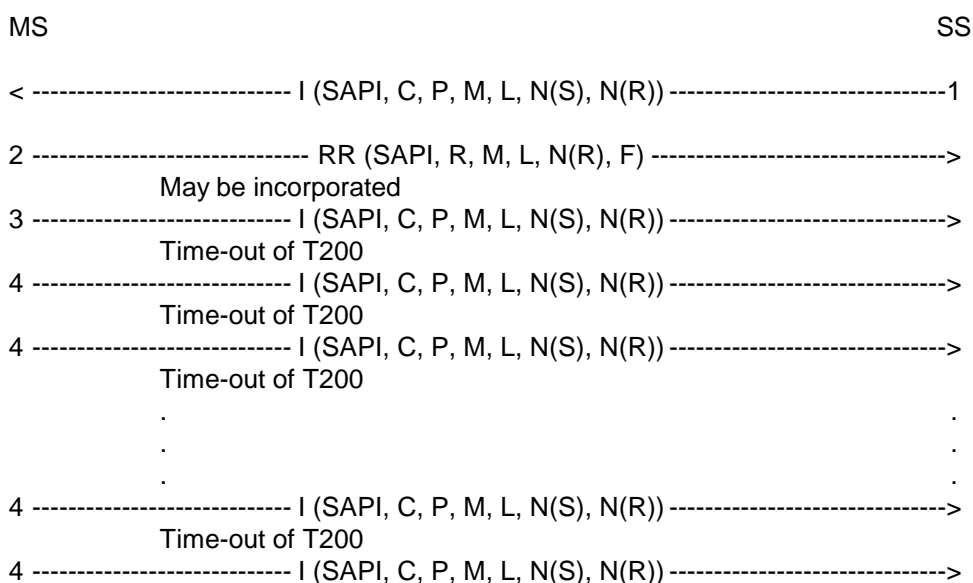 MS SS
< ----------------------------- I (SAPI, C, P, M, L, N(S), N(R)) -------------------------------1
2 ------------------------------- RR (SAPI, R, M, L, N(R), F) --------------------------------->
May be incorporated
3 ----------------------------- I (SAPI, C, P, M, L, N(S), N(R)) ------------------------------->
Time-out of T200
4 ----------------------------- I (SAPI, C, P, M, L, N(S), N(R)) ------------------------------->
Time-out of T200
4 ----------------------------- I (SAPI, C, P, M, L, N(S), N(R)) ------------------------------->
Time-out of T200
. .
. .
. .
4 ----------------------------- I (SAPI, C, P, M, L, N(S), N(R)) ------------------------------->
Time-out of T200
4 ----------------------------- I (SAPI, C, P, M, L, N(S), N(R)) ------------------------------->